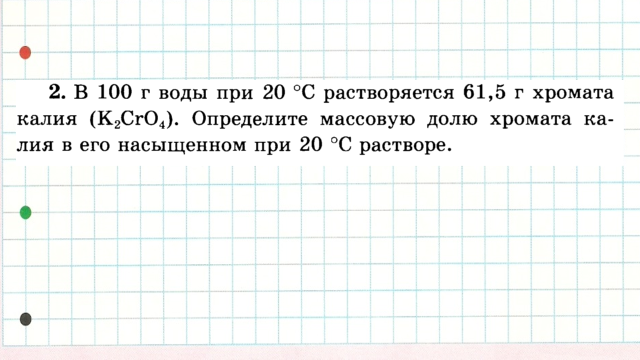 2. В 100 г воды при 20 °С растворяется 61,5 г хромата
калия (K₂CrO₄). Определите массовую долю хромата ка-
лия в его насыщенном при 20 °С растворе.